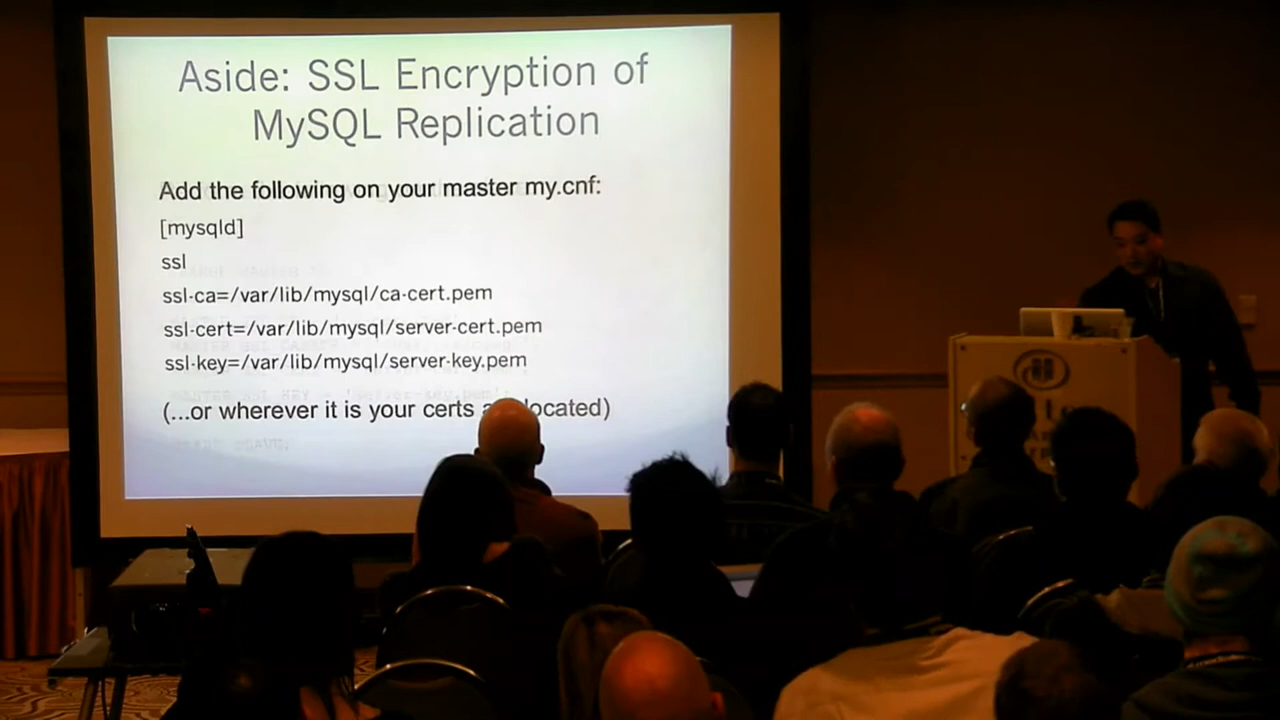 Aside: SSL Encryption of
MySQL Replication
Add the following on your master my.cnf:
[mysqld]
ssl
ssl-ca=/var/lib/mysql/ca-cert.pem
ssl-cert=/var/lib/mysql/server-cert.pem
ssl-key=/var/lib/mysql/server-key.pem
(...or wherever it is your certs located)